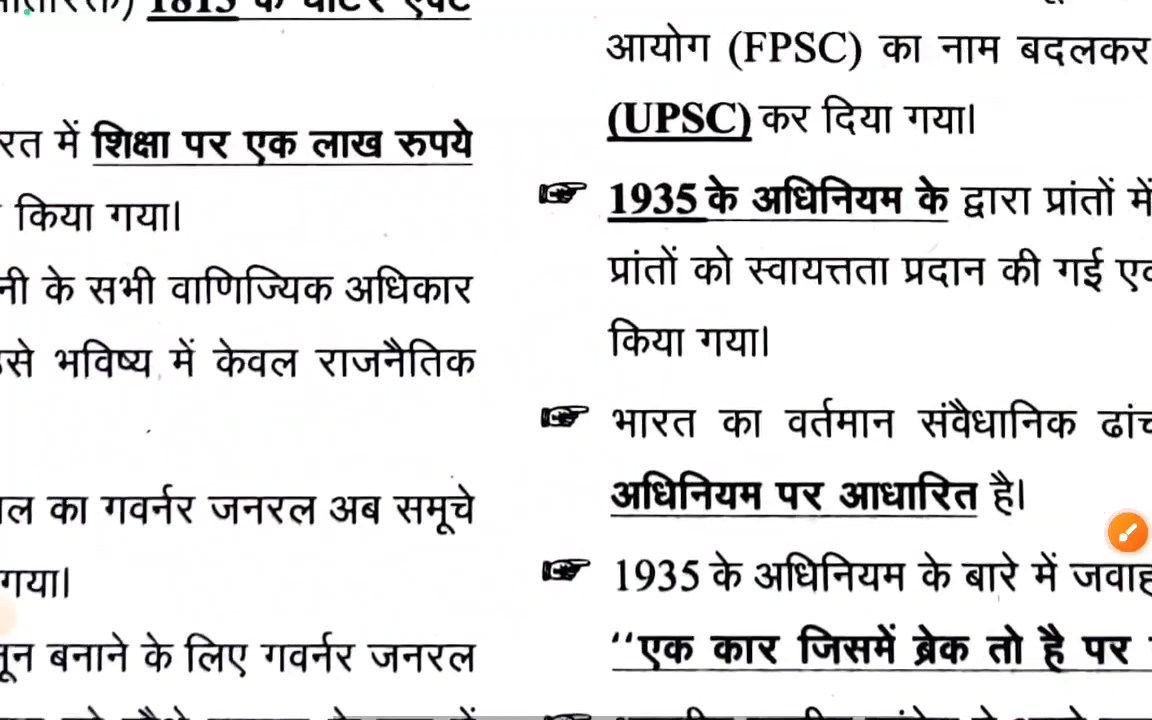 1813 के चार्टर एक्ट
रत में शिक्षा पर एक लाख रुपये
किया गया।
नी के सभी वाणिज्यिक अधिकार
से भविष्य में केवल राजनैतिक
ल का गवर्नर जनरल अब समूचे
गया।
नून बनाने के लिए गवर्नर जनरल
आयोग (FPSC) का नाम बदलकर
(UPSC) कर दिया गया।
☞ 1935 के अधिनियम के द्वारा प्रांतों में
प्रांतों को स्वायत्तता प्रदान की गई एव
किया गया।
☞ भारत का वर्तमान संवैधानिक ढांच
अधिनियम पर आधारित है।
☞ 1935 के अधिनियम के बारे में जवाह
‘‘एक कार जिसमें ब्रेक तो है पर